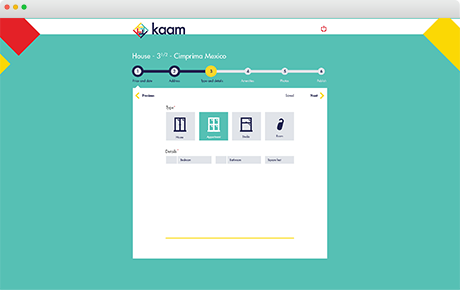 kaam
House - 3 1/2 - Cimprima Mexico
1 2 3 4 5 6
Price and date Address Type and details Amenities Photos
Previous Saved Next
Type*
House Apartment Studio Room
Details*
Bedroom Bathroom Square feet